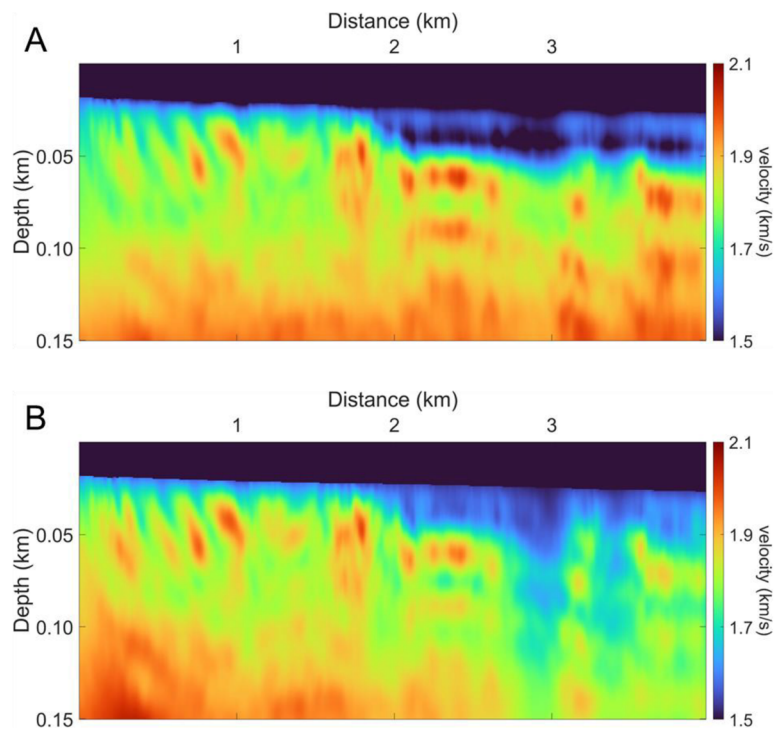 A
Distance (km)
1 2 3
0.05
0.10
0.15
Depth (km)
2.1
1.9
1.7
1.5
velocity (km/s)
B
Distance (km)
1 2 3
0.05
0.10
0.15
Depth (km)
2.1
1.9
1.7
1.5
velocity (km/s)